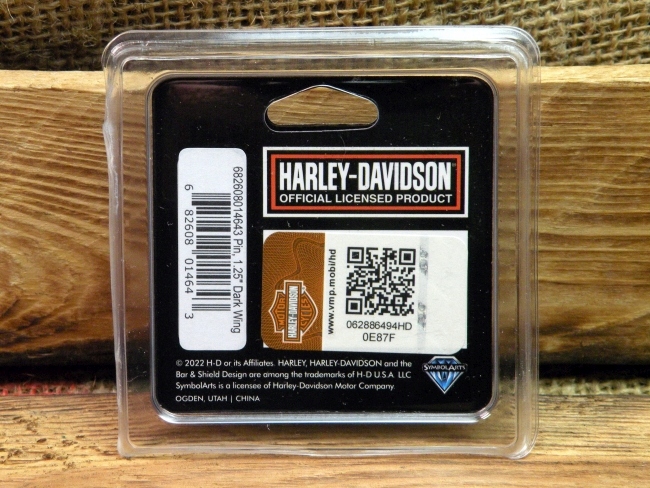 HARLEY-DAVIDSON
OFFICIAL LICENSED PRODUCT
682608014643 Pin, 1.25" Dark Wing
6 82608 01464 3
HARLEY-DAVIDSON
www.vmp.mobi/hd
062886494HD
0E87F
© 2022 H-D or its Affiliates. HARLEY, HARLEY-DAVIDSON and the
Bar & Shield Design are among the trademarks of H-D U.S.A. LLC
SymbolArts is a licensee of Harley-Davidson Motor Company.
OGDEN, UTAH | CHINA
SYMBOLARTS